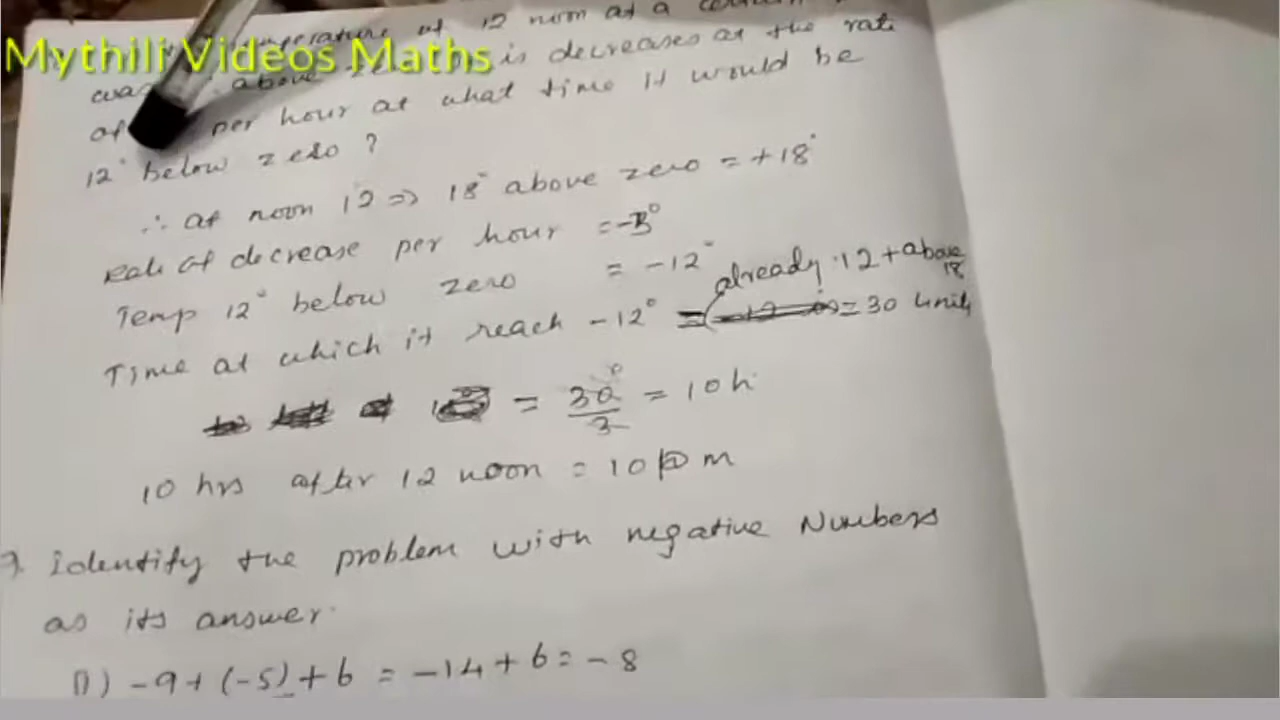 Mythili Videos Maths
temperature at 12 noon at a
was above zero is decreases at the rate
of per hour at what time it would be
12° below zero ?
∴ at noon 12 ⇒ 18° above zero = +18°
Rate of decrease per hour = -3°
Temp 12° below zero = -12°
already 12 + above 18
Time at which it reach -12° = = 30 units
= 30°/3 = 10 h
10 hrs after 12 noon = 10 pm
7. identify the problem with negative Numbers
as its answer.
(1) -9 + (-5) + 6 = -14 + 6 = -8